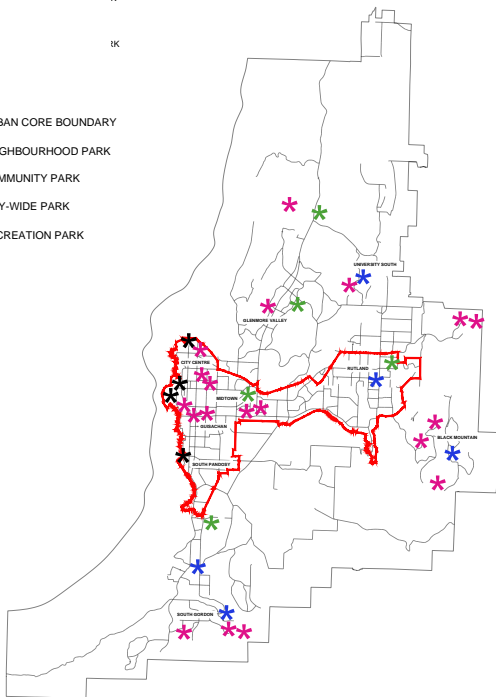 RK
BAN CORE BOUNDARY
GHBOURHOOD PARK
MMUNITY PARK
Y-WIDE PARK
CREATION PARK
UNIVERSITY SOUTH
GLENMORE VALLEY
CITY CENTRE
RUTLAND
MIDTOWN
GUISACHAN
BLACK MOUNTAIN
SOUTH PANDOSY
SOUTH GORDON